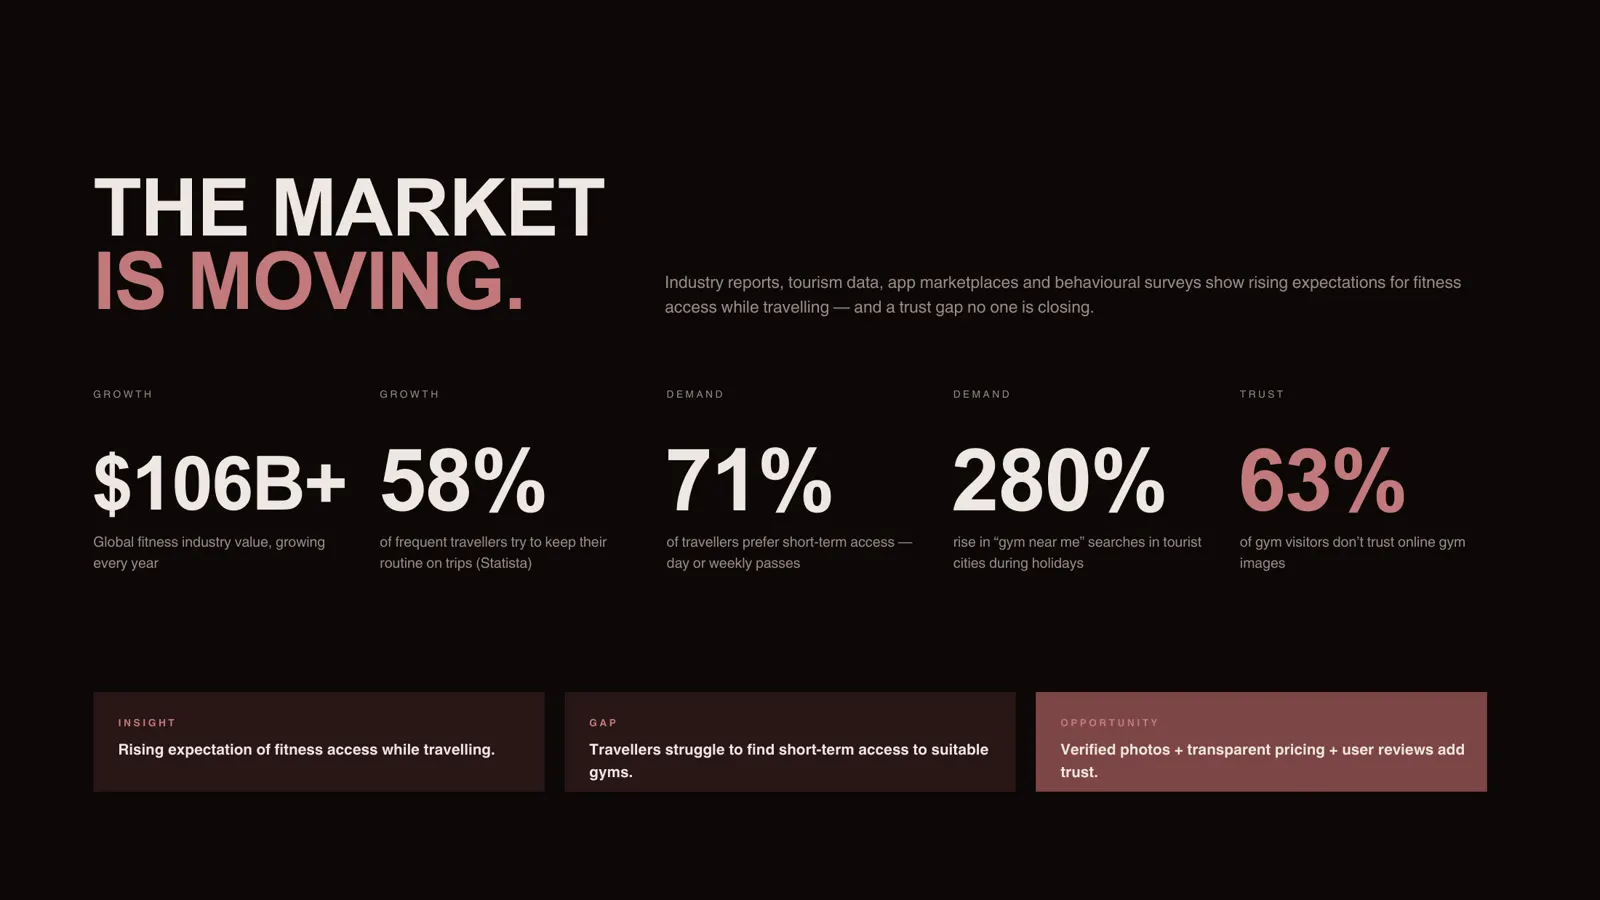 THE MARKET
IS MOVING.
Industry reports, tourism data, app marketplaces and behavioural surveys show rising expectations for fitness
access while travelling — and a trust gap no one is closing.
GROWTH
$106B+
Global fitness industry value, growing
every year
GROWTH
58%
of frequent travellers try to keep their
routine on trips (Statista)
DEMAND
71%
of travellers prefer short-term access —
day or weekly passes
DEMAND
280%
rise in “gym near me” searches in tourist
cities during holidays
TRUST
63%
of gym visitors don’t trust online gym
images
INSIGHT
Rising expectation of fitness access while travelling.
GAP
Travellers struggle to find short-term access to suitable
gyms.
OPPORTUNITY
Verified photos + transparent pricing + user reviews add
trust.